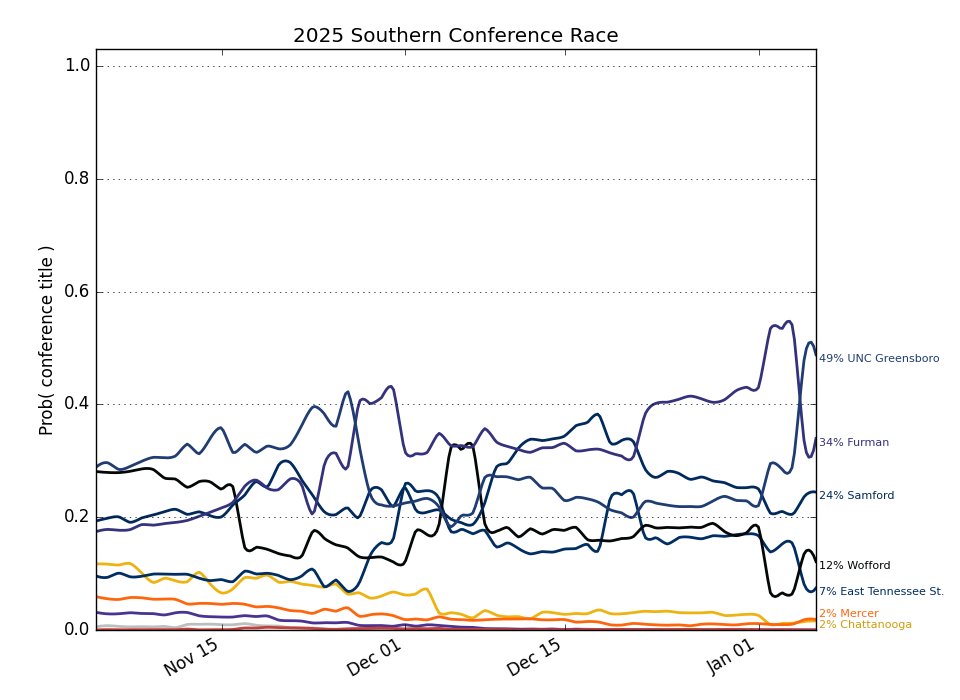 2025 Southern Conference Race
Prob( conference title )
1.0
0.8
0.6
0.4
0.2
0.0
Nov 15
Dec 01
Dec 15
Jan 01
49% UNC Greensboro
34% Furman
24% Samford
12% Wofford
7% East Tennessee St.
2% Mercer
2% Chattanooga